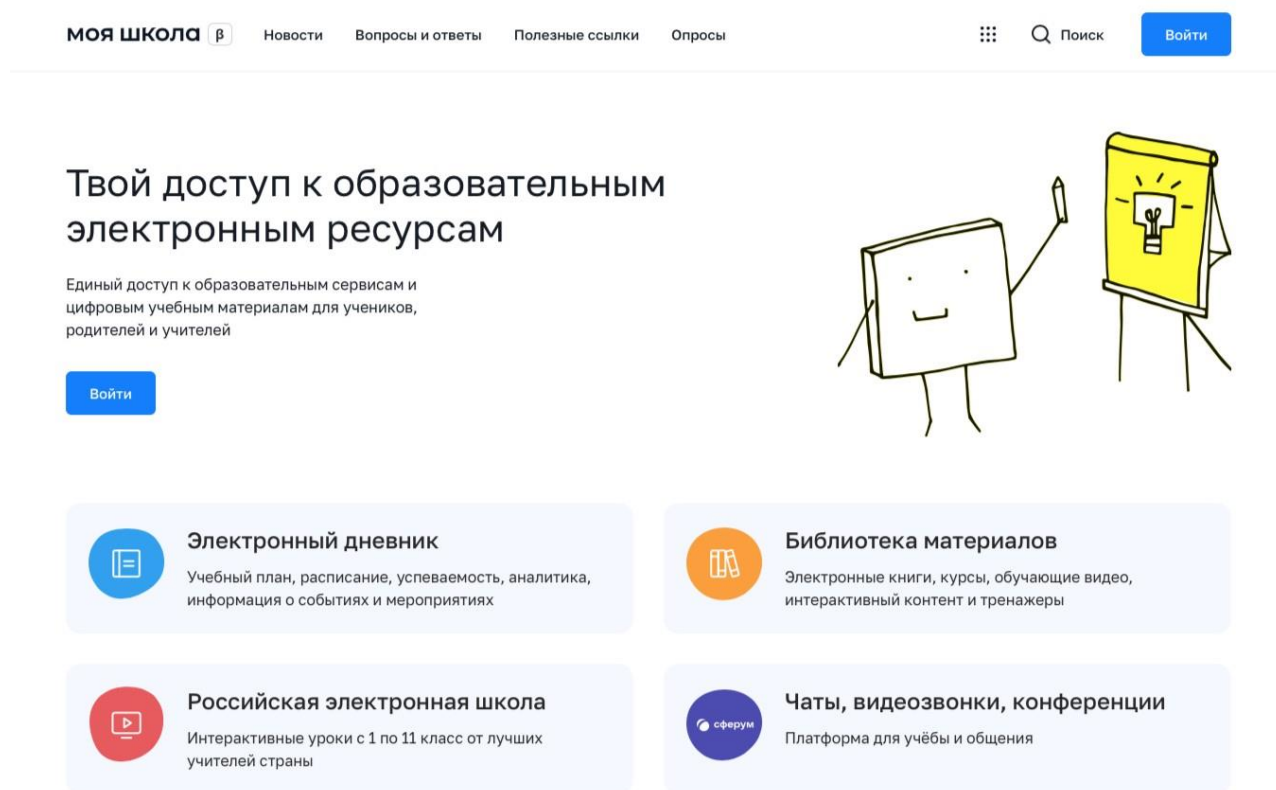 моя школа β
Новости
Вопросы и ответы
Полезные ссылки
Опросы
Поиск
Войти
Твой доступ к образовательным
электронным ресурсам
Единый доступ к образовательным сервисам и
цифровым учебным материалам для учеников,
родителей и учителей
Войти
Электронный дневник
Учебный план, расписание, успеваемость, аналитика,
информация о событиях и мероприятиях
Библиотека материалов
Электронные книги, курсы, обучающие видео,
интерактивный контент и тренажеры
Российская электронная школа
Интерактивные уроки с 1 по 11 класс от лучших
учителей страны
сферум
Чаты, видеозвонки, конференции
Платформа для учёбы и общения